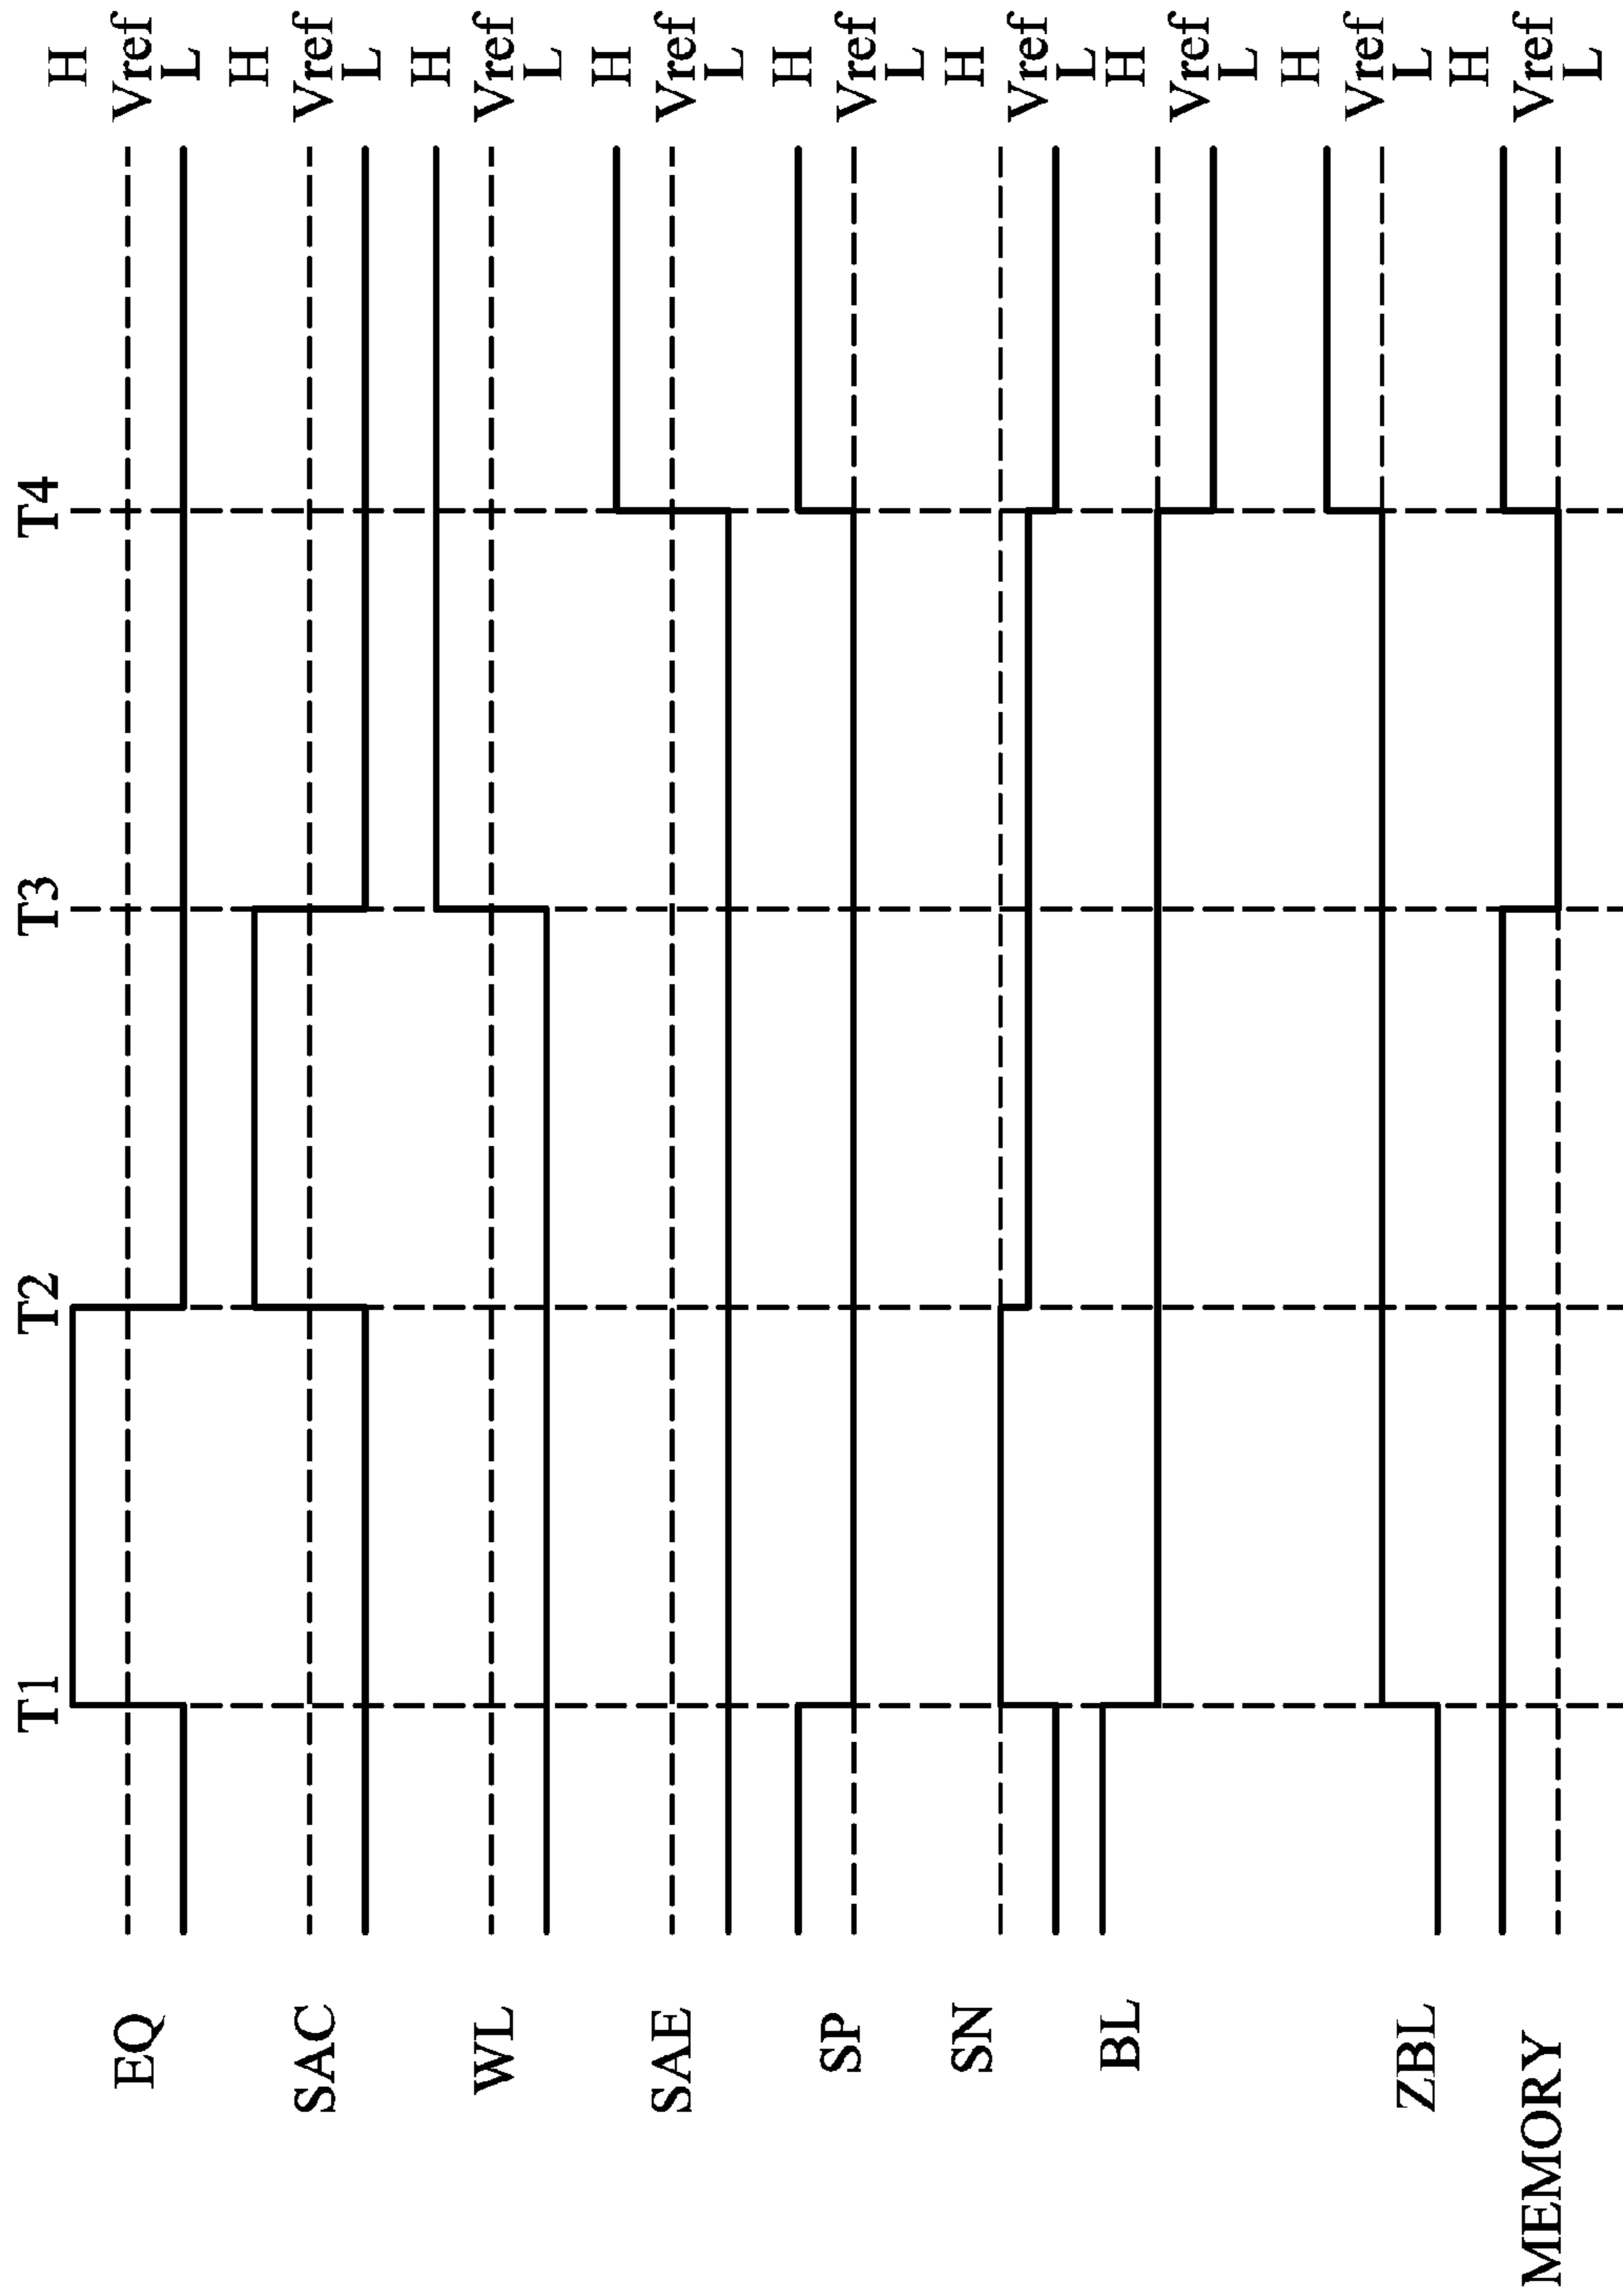 T1 T2 T3 T4
EQ H
Vref
L
SAC H
Vref
L
WL H
Vref
L
SAE H
Vref
L
SP H
Vref
L
SN H
Vref
L
BL H
Vref
L
ZBL H
Vref
L
MEMORY H
Vref
L